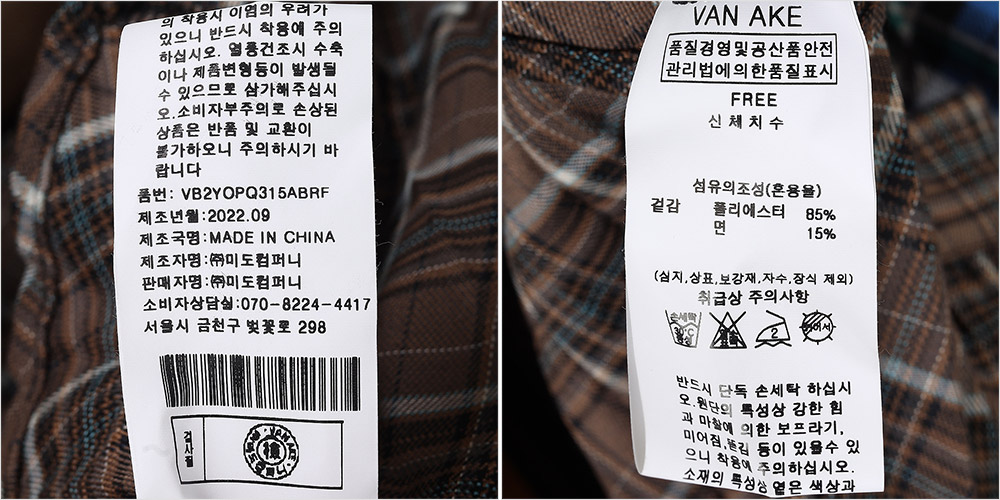 의 착용시 이염의 우려가
있으니 반드시 착용에 주의
하십시오. 열풍건조시 수축
이나 제품변형등이 발생될
수 있으므로 삼가해주십시
오.소비자부주의로 손상된
상품은 반품 및 교환이
불가하오니 주의하시기 바
랍니다
품번: VB2YOPQ315ABRF
제조년월:2022.09
제조국명:MADE IN CHINA
제조자명:㈜미도컴퍼니
판매자명:㈜미도컴퍼니
소비자상담실:070-8224-4417
서울시 금천구 벚꽃로 298
검사필
VAN AKE
VAN AKE
품질경영및공산품안전
관리법에의한품질표시
FREE
신체치수
섬유의조성(혼용율)
겉감 폴리에스터 85%
면 15%
(심지,상표,보강재,자수,장식 제외)
취급상 주의사항
손세탁
30°C
중성
염소
2
뉘어서
반드시 단독 손세탁 하십시
오.원단의 특성상 강한 힘
과 마찰에 의한 보프라기,
미어짐,뜯김 등이 있을수 있
으니 착용에 주의하십시오.
소재의 특성상 옅은 색상과